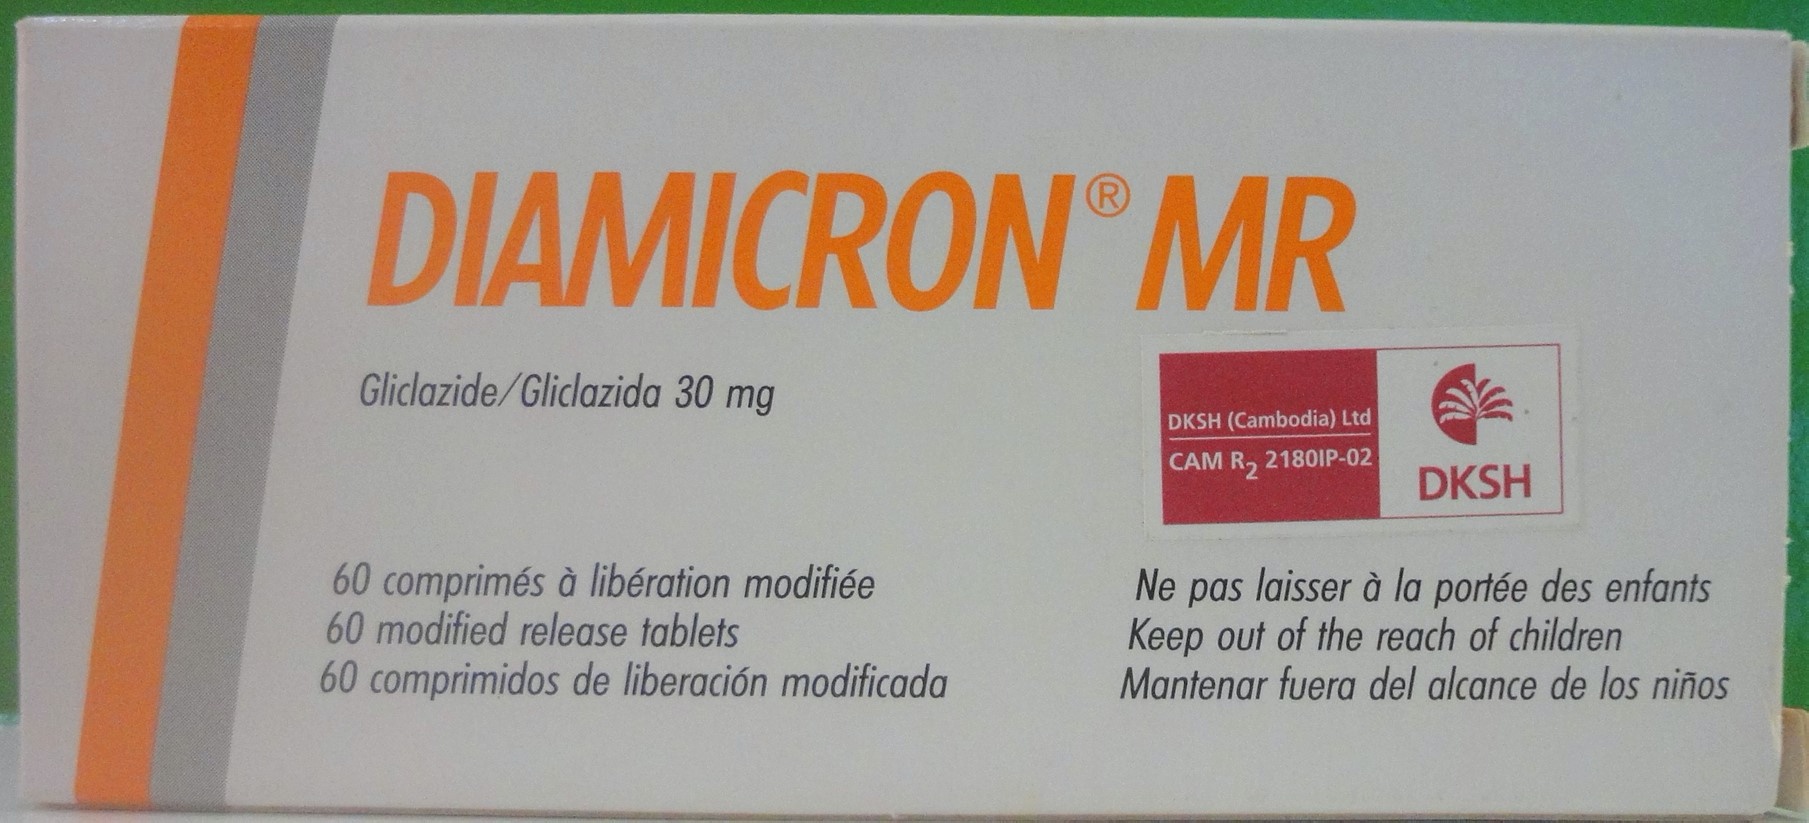 DIAMICRON® MR
Gliclazide/Gliclazida 30 mg
DKSH (Cambodia) Ltd
CAM R₂ 2180IP-02
DKSH
60 comprimés à libération modifiée
60 modified release tablets
60 comprimidos de liberación modificada
Ne pas laisser à la portée des enfants
Keep out of the reach of children
Mantenar fuera del alcance de los niños